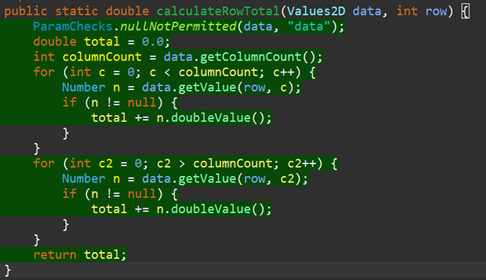 public static double calculateRowTotal(Values2D data, int row) {
    ParamChecks.nullNotPermitted(data, "data");
    double total = 0.0;
    int columnCount = data.getColumnCount();
    for (int c = 0; c < columnCount; c++) {
        Number n = data.getValue(row, c);
        if (n != null) {
            total += n.doubleValue();
        }
    }
    for (int c2 = 0; c2 > columnCount; c2++) {
        Number n = data.getValue(row, c2);
        if (n != null) {
            total += n.doubleValue();
        }
    }
    return total;
}